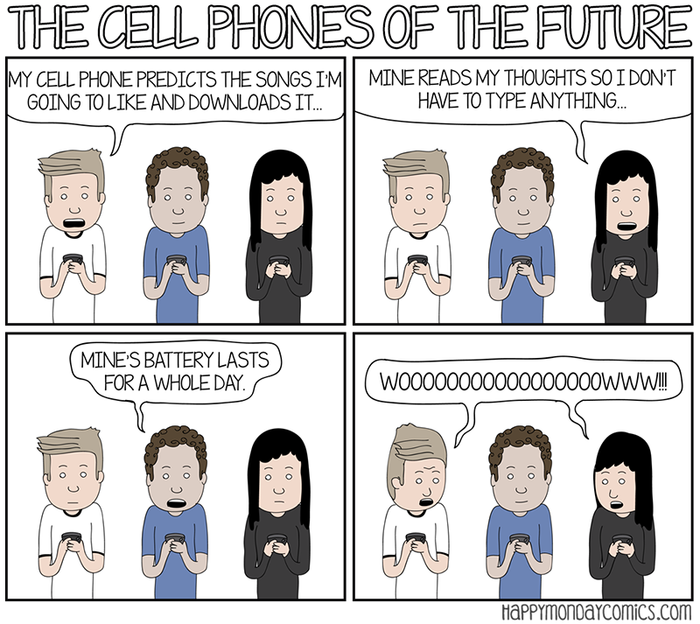 THE CELL PHONES OF THE FUTURE
MY CELL PHONE PREDICTS THE SONGS I'M
GOING TO LIKE AND DOWNLOADS IT...
MINE READS MY THOUGHTS SO I DON'T
HAVE TO TYPE ANYTHING...
MINE'S BATTERY LASTS
FOR A WHOLE DAY.
WOOOOOOOOOOOOOOOOOOWWW!!!
HAPPYMONDAYCOMICS.COM